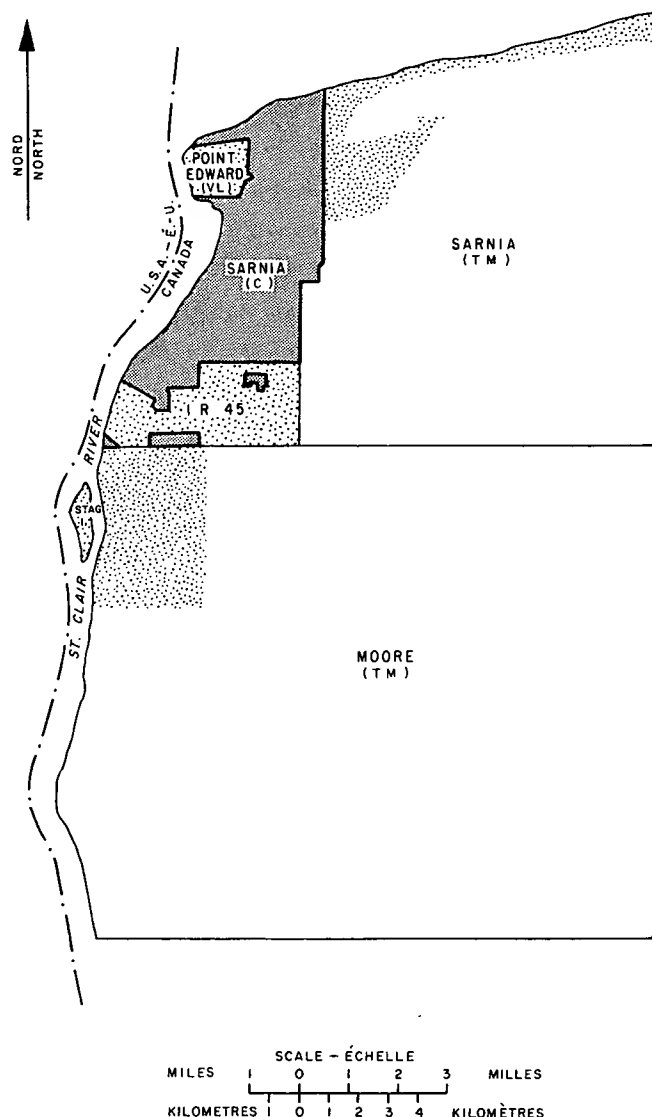 NORD
NORTH
POINT
EDWARD
(VL)
U.S.A. – É.-U.
CANADA
SARNIA
(C)
SARNIA
(TM)
I R 45
RIVER
STAG
I.
ST. CLAIR
MOORE
(TM)
SCALE – ÉCHELLE
MILES 1 0 1 2 3 MILLES
KILOMETRES 1 0 1 2 3 4 KILOMÈTRES